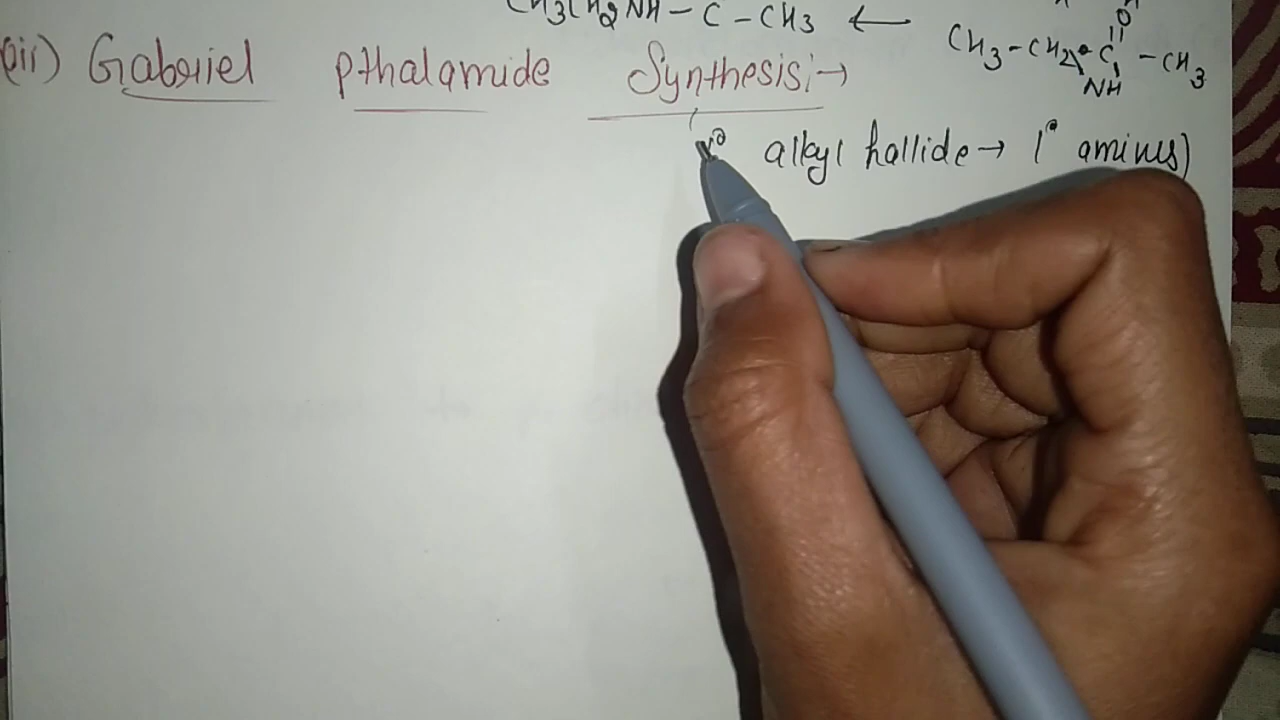 CH3CH2NH-C-CH3 ← CH3-CH2-C-CH3
O
NH
(iii) Gabriel pthalamide Synthesis:→
1° alkyl hallide → 1° amines)